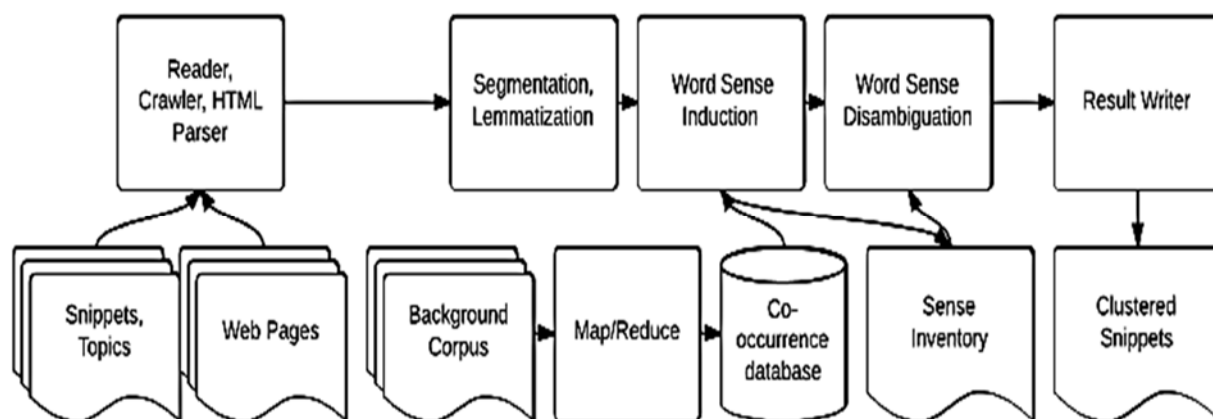 Reader,
Crawler, HTML
Parser
Segmentation,
Lemmatization
Word Sense
Induction
Word Sense
Disambiguation
Result Writer
Snippets,
Topics
Web Pages
Background
Corpus
Map/Reduce
Co-
occurrence
database
Sense
Inventory
Clustered
Snippets